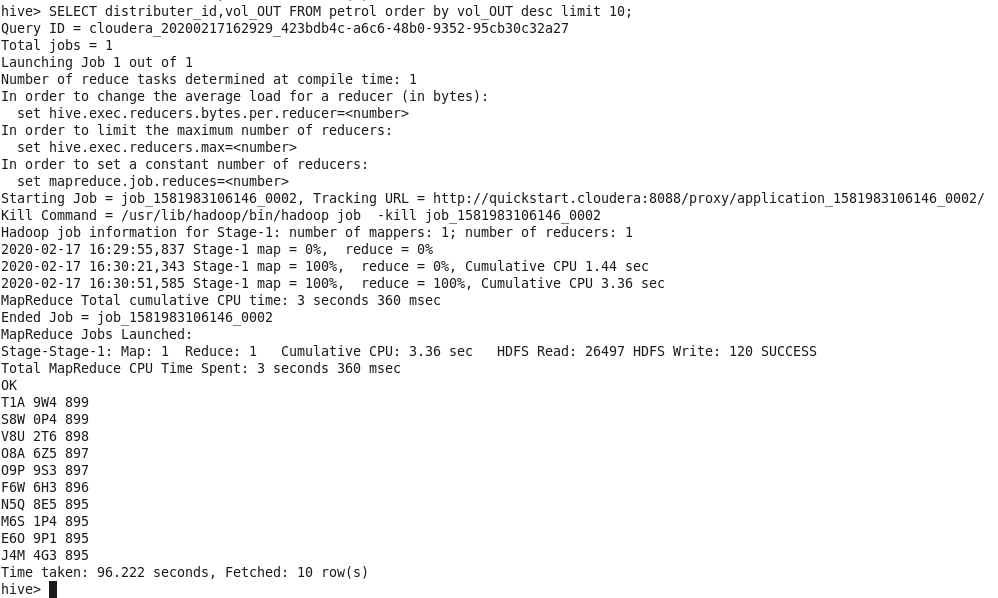 hive> SELECT distributer_id,vol_OUT FROM petrol order by vol_OUT desc limit 10;
Query ID = cloudera_20200217162929_423bdb4c-a6c6-48b0-9352-95cb30c32a27
Total jobs = 1
Launching Job 1 out of 1
Number of reduce tasks determined at compile time: 1
In order to change the average load for a reducer (in bytes):
  set hive.exec.reducers.bytes.per.reducer=<number>
In order to limit the maximum number of reducers:
  set hive.exec.reducers.max=<number>
In order to set a constant number of reducers:
  set mapreduce.job.reduces=<number>
Starting Job = job_1581983106146_0002, Tracking URL = http://quickstart.cloudera:8088/proxy/application_1581983106146_0002/
Kill Command = /usr/lib/hadoop/bin/hadoop job  -kill job_1581983106146_0002
Hadoop job information for Stage-1: number of mappers: 1; number of reducers: 1
2020-02-17 16:29:55,837 Stage-1 map = 0%,  reduce = 0%
2020-02-17 16:30:21,343 Stage-1 map = 100%,  reduce = 0%, Cumulative CPU 1.44 sec
2020-02-17 16:30:51,585 Stage-1 map = 100%,  reduce = 100%, Cumulative CPU 3.36 sec
MapReduce Total cumulative CPU time: 3 seconds 360 msec
Ended Job = job_1581983106146_0002
MapReduce Jobs Launched:
Stage-Stage-1: Map: 1  Reduce: 1   Cumulative CPU: 3.36 sec   HDFS Read: 26497 HDFS Write: 120 SUCCESS
Total MapReduce CPU Time Spent: 3 seconds 360 msec
OK
T1A 9W4 899
S8W 0P4 899
V8U 2T6 898
O8A 6Z5 897
O9P 9S3 897
F6W 6H3 896
N5Q 8E5 895
M6S 1P4 895
E6O 9P1 895
J4M 4G3 895
Time taken: 96.222 seconds, Fetched: 10 row(s)
hive>